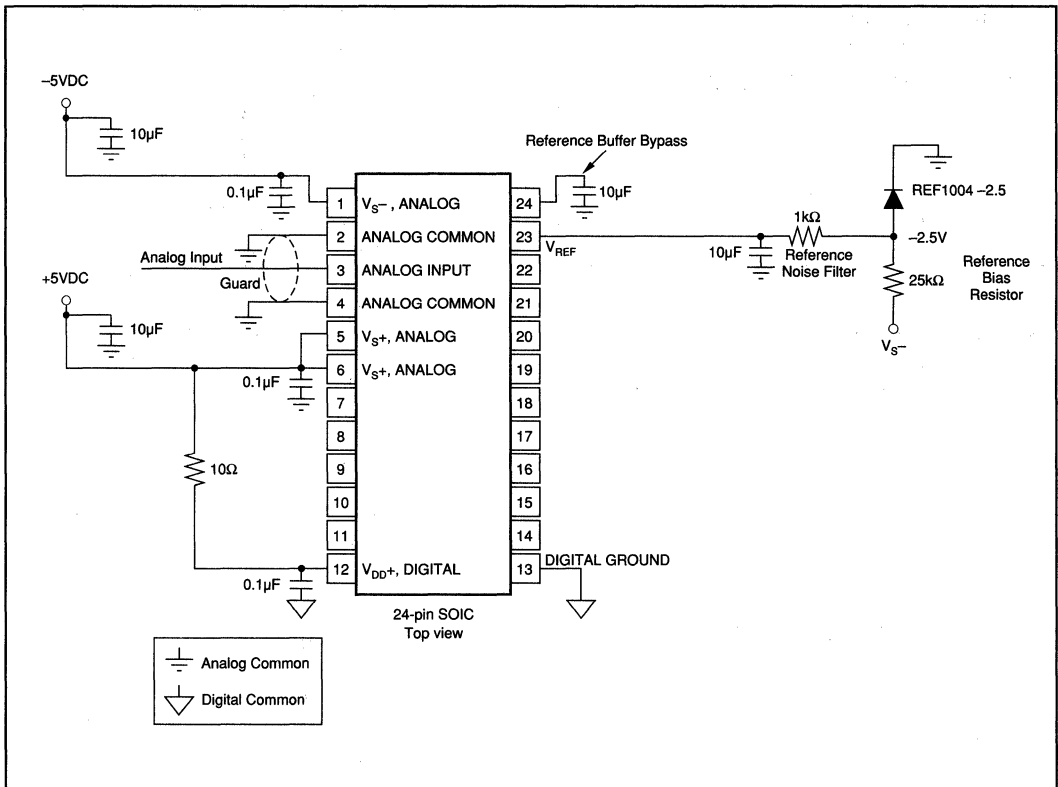 –5VDC
10µF
0.1µF
Analog Input
Guard
+5VDC
10µF
0.1µF
10Ω
0.1µF
1 VS–, ANALOG
2 ANALOG COMMON
3 ANALOG INPUT
4 ANALOG COMMON
5 VS+, ANALOG
6 VS+, ANALOG
7
8
9
10
11
12 VDD+, DIGITAL
24
23
22
21
20
19
18
17
16
15
14
13
24-pin SOIC
Top view
Reference Buffer Bypass
10µF
VREF
10µF
1kΩ
Reference
Noise Filter
REF1004 –2.5
–2.5V
25kΩ
Reference
Bias
Resistor
VS–
DIGITAL GROUND
Analog Common
Digital Common